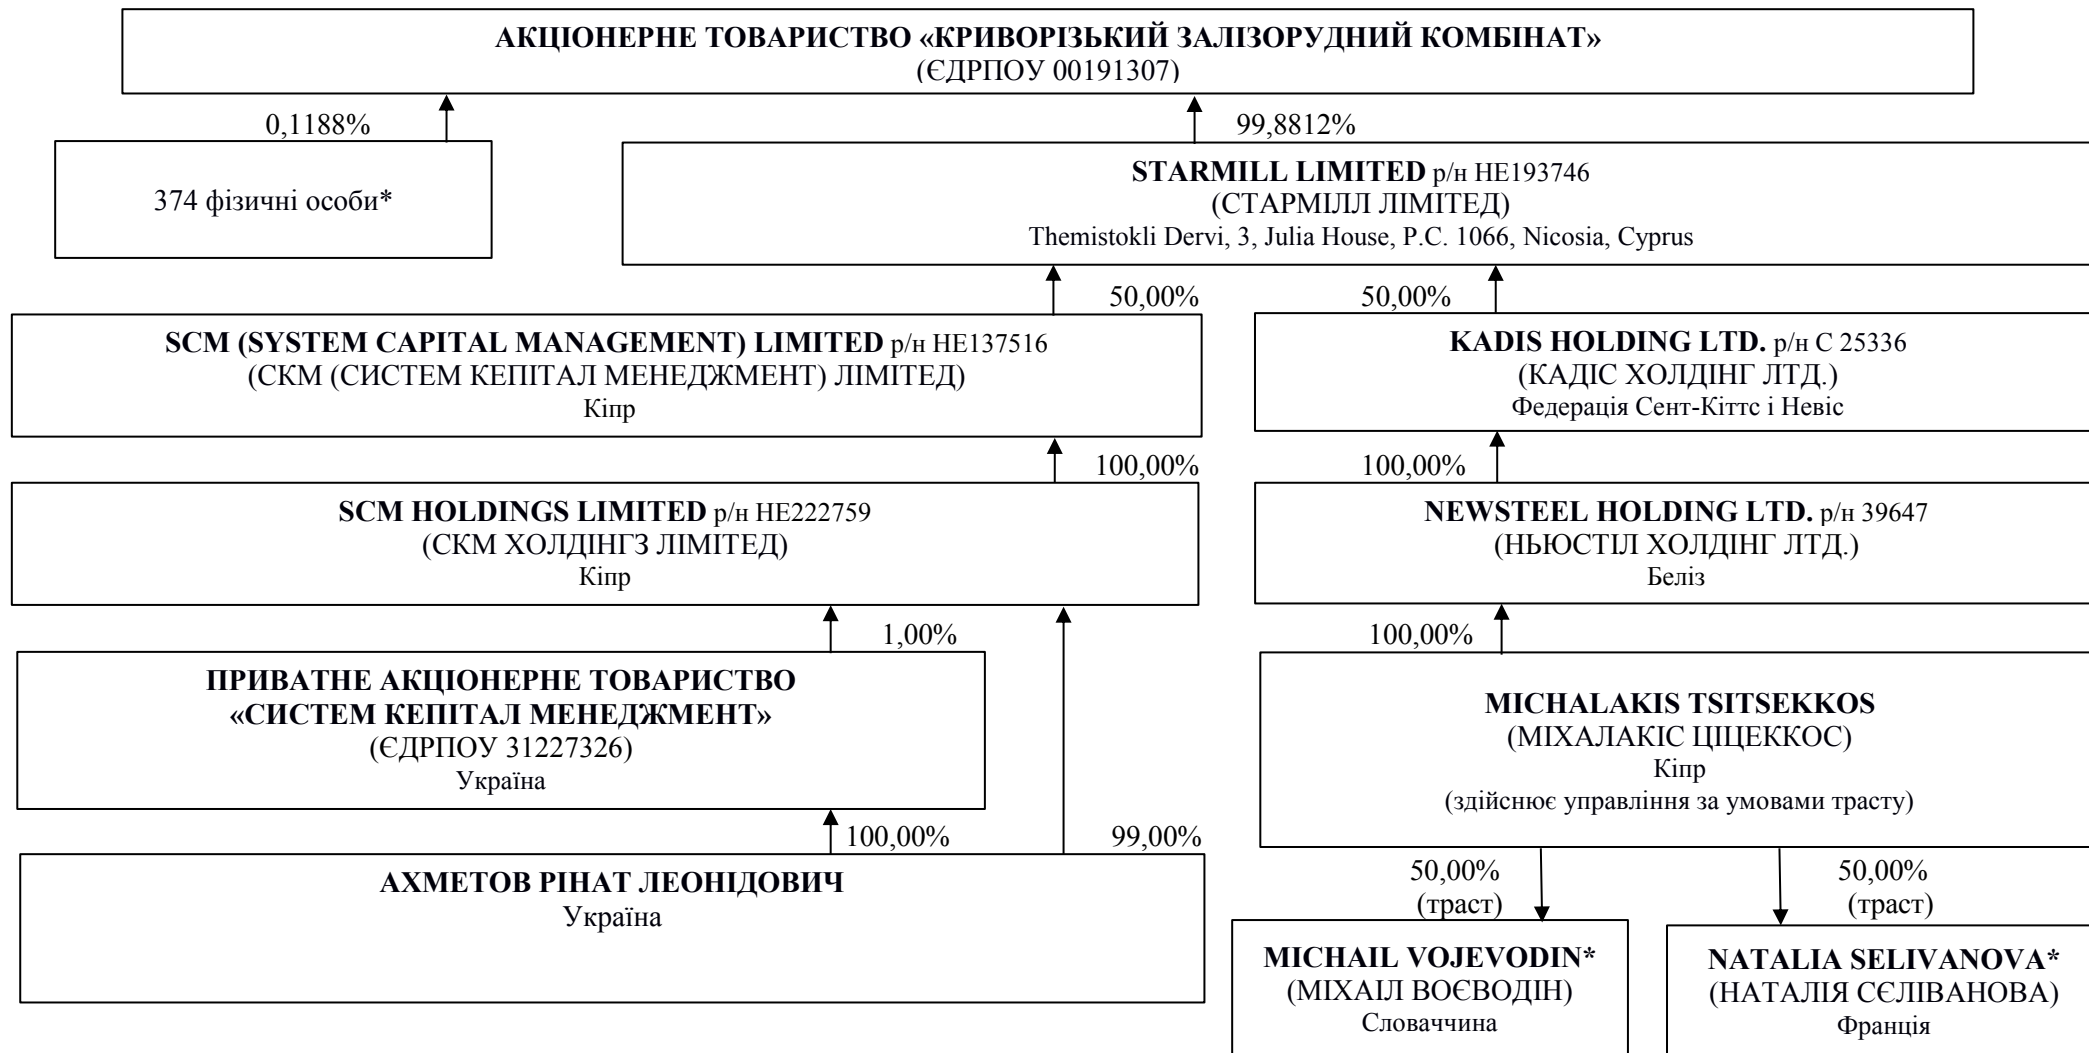 АКЦІОНЕРНЕ ТОВАРИСТВО «КРИВОРІЗЬКИЙ ЗАЛІЗОРУДНИЙ КОМБІНАТ»
(ЄДРПОУ 00191307)
0,1188%
99,8812%
374 фізичні особи*
STARMILL LIMITED р/н HE193746
(СТАРМІЛЛ ЛІМІТЕД)
Themistokli Dervi, 3, Julia House, P.C. 1066, Nicosia, Cyprus
50,00%
50,00%
SCM (SYSTEM CAPITAL MANAGEMENT) LIMITED р/н HE137516
(СКМ (СИСТЕМ КЕПІТАЛ МЕНЕДЖМЕНТ) ЛІМІТЕД)
Кіпр
KADIS HOLDING LTD. р/н C 25336
(КАДІС ХОЛДІНГ ЛТД.)
Федерація Сент-Кіттс і Невіс
100,00%
100,00%
SCM HOLDINGS LIMITED р/н HE222759
(СКМ ХОЛДІНГЗ ЛІМІТЕД)
Кіпр
NEWSTEEL HOLDING LTD. р/н 39647
(НЬЮСТІЛ ХОЛДІНГ ЛТД.)
Беліз
1,00%
100,00%
ПРИВАТНЕ АКЦІОНЕРНЕ ТОВАРИСТВО
«СИСТЕМ КЕПІТАЛ МЕНЕДЖМЕНТ»
(ЄДРПОУ 31227326)
Україна
MICHALAKIS TSITSEKKOS
(МІХАЛАКІС ЦІЦЕККОС)
Кіпр
(здійснює управління за умовами трасту)
100,00%
99,00%
АХМЕТОВ РІНАТ ЛЕОНІДОВИЧ
Україна
50,00%
(траст)
50,00%
(траст)
MICHAIL VOJEVODIN*
(МІХАІЛ ВОЄВОДІН)
Словаччина
NATALIA SELIVANOVA*
(НАТАЛІЯ СЄЛІВАНОВА)
Франція